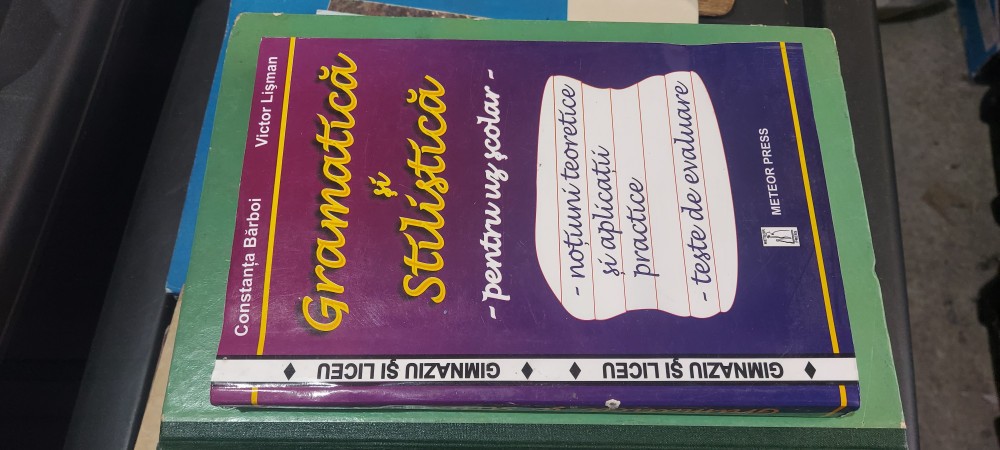 Constanța Bărboi Victor Lișman
Gramatică
și
Stilistică
- pentru uz școlar -
- noțiuni teoretice
și aplicații
practice
- teste de evaluare
METEOR PRESS
GIMNAZIU ȘI LICEU ♦ ♦ GIMNAZIU ȘI LICEU